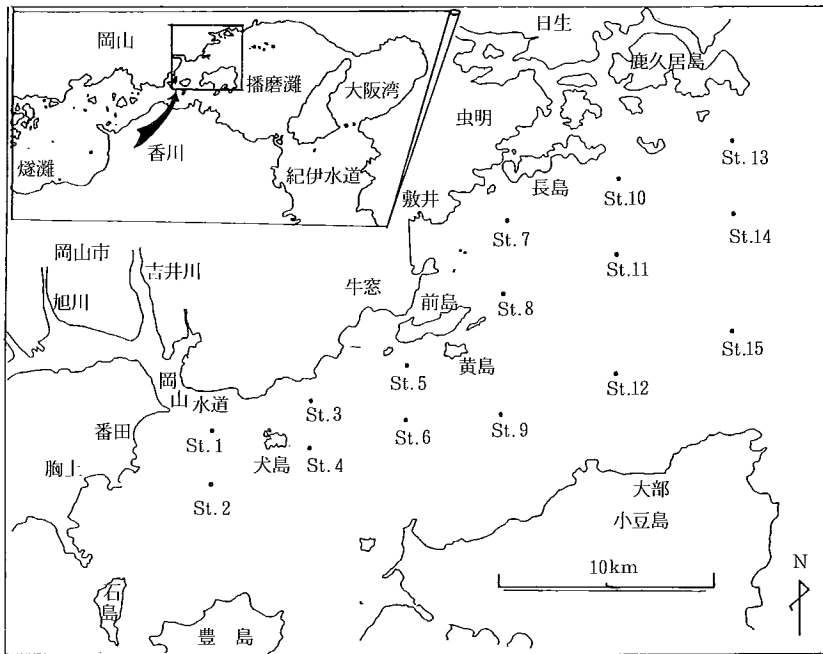 岡山
播磨灘
大阪湾
香川
燧灘
紀伊水道
日生
鹿久居島
虫明
長島
敷井
St.13
St.10
St.7
St.14
St.11
岡山市
吉井川
旭川
牛窓
前島
St.8
黄島
St.15
St.5
St.12
岡山水道
St.3
番田
St.1
犬島
St.4
St.6
St.9
胸上
St.2
大部
小豆島
10km
N
石島
豊島